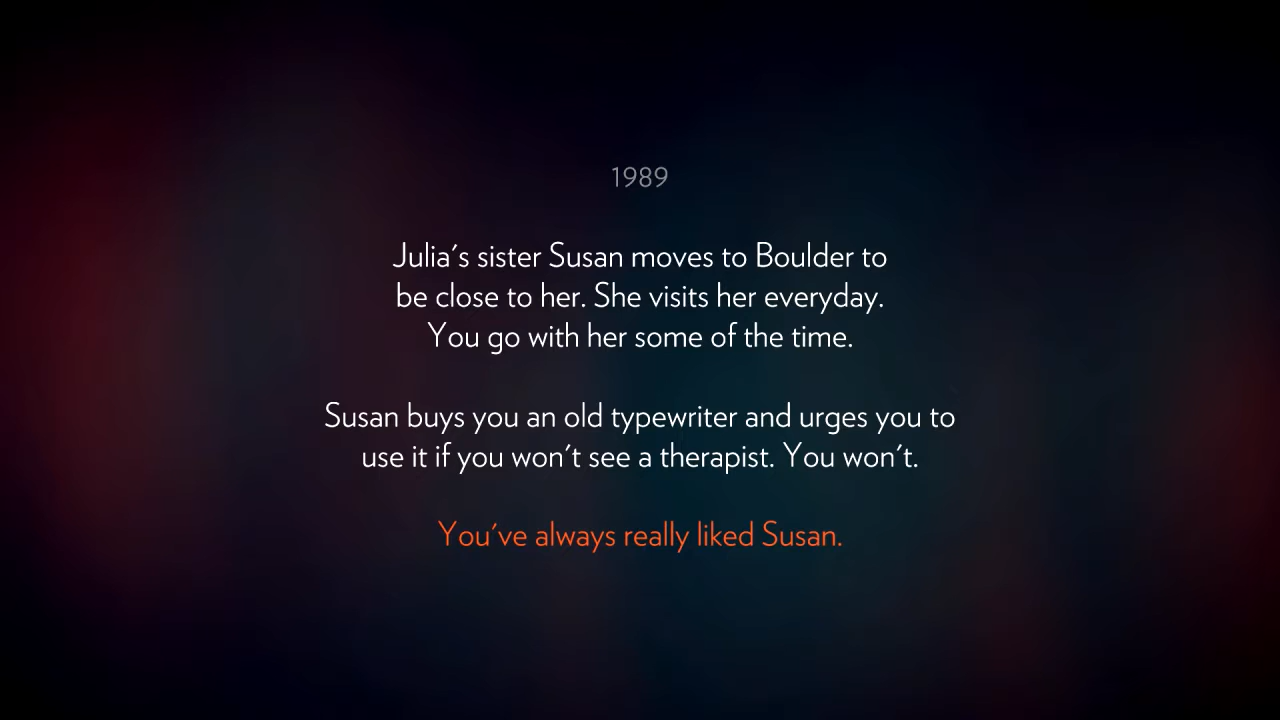 1989
Julia's sister Susan moves to Boulder to
be close to her. She visits her everyday.
You go with her some of the time.
Susan buys you an old typewriter and urges you to
use it if you won't see a therapist. You won't.
You've always really liked Susan.